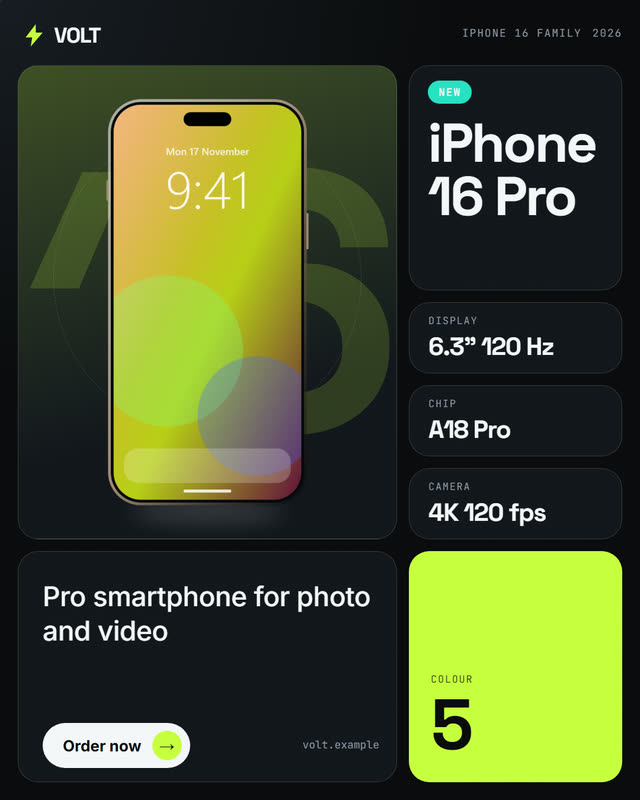 VOLT
IPHONE 16 FAMILY 2026
16
Mon 17 November
9:41
NEW
iPhone
16 Pro
DISPLAY
6.3” 120 Hz
CHIP
A18 Pro
CAMERA
4K 120 fps
Pro smartphone for photo
and video
Order now →
volt.example
COLOUR
5